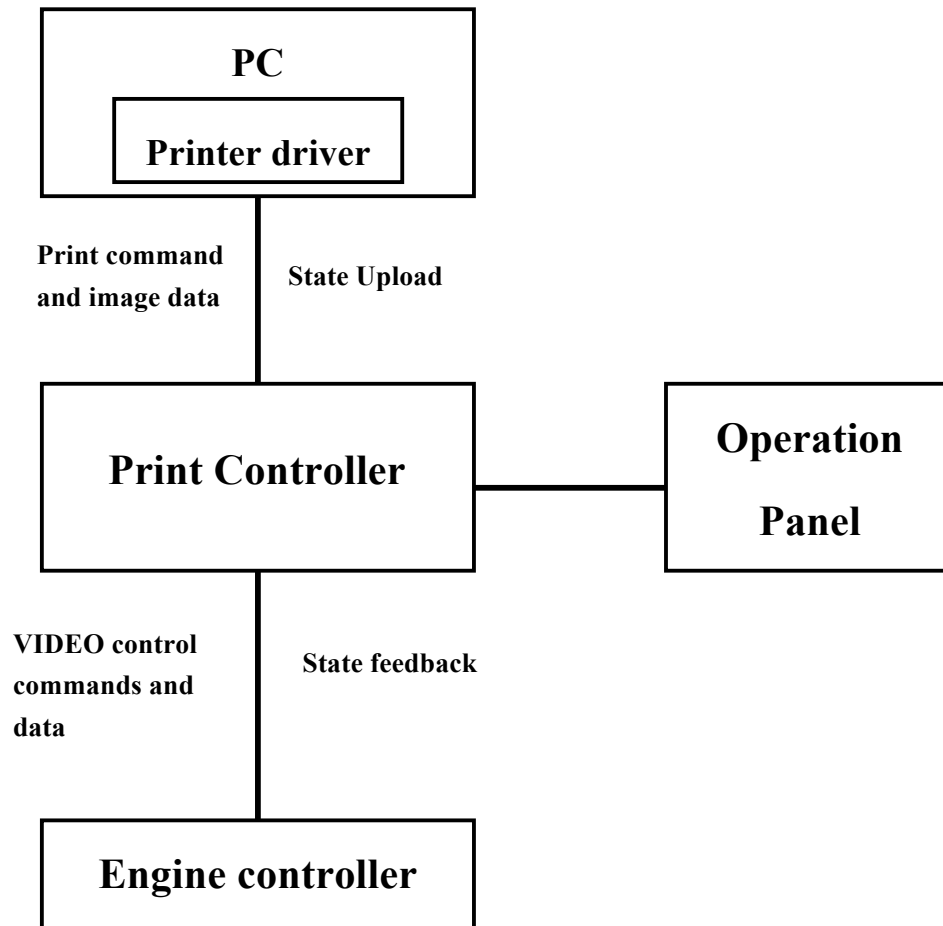 PC
Printer driver
Print command
and image data
State Upload
Print Controller
Operation
Panel
VIDEO control
commands and
data
State feedback
Engine controller